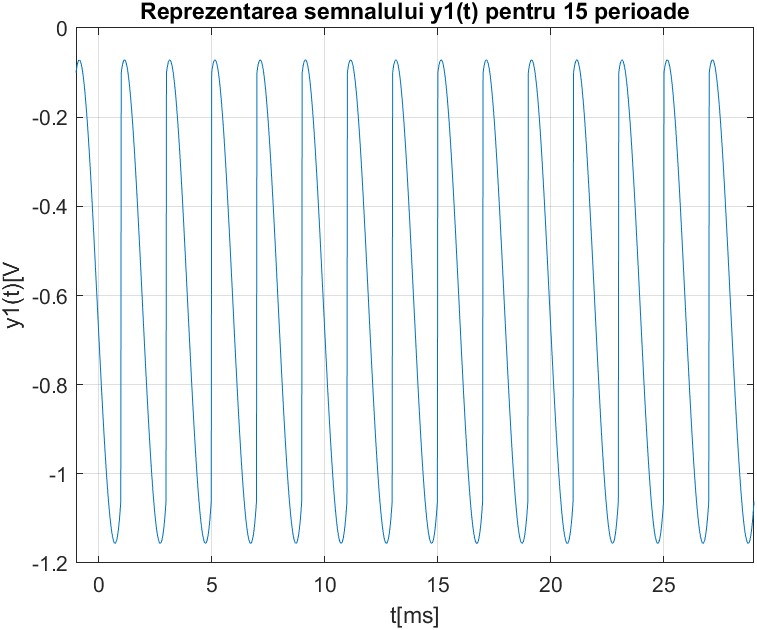 Reprezentarea semnalului y1(t) pentru 15 perioade
0
-0.2
-0.4
-0.6
-0.8
-1
-1.2
y1(t)[V
0 5 10 15 20 25
t[ms]